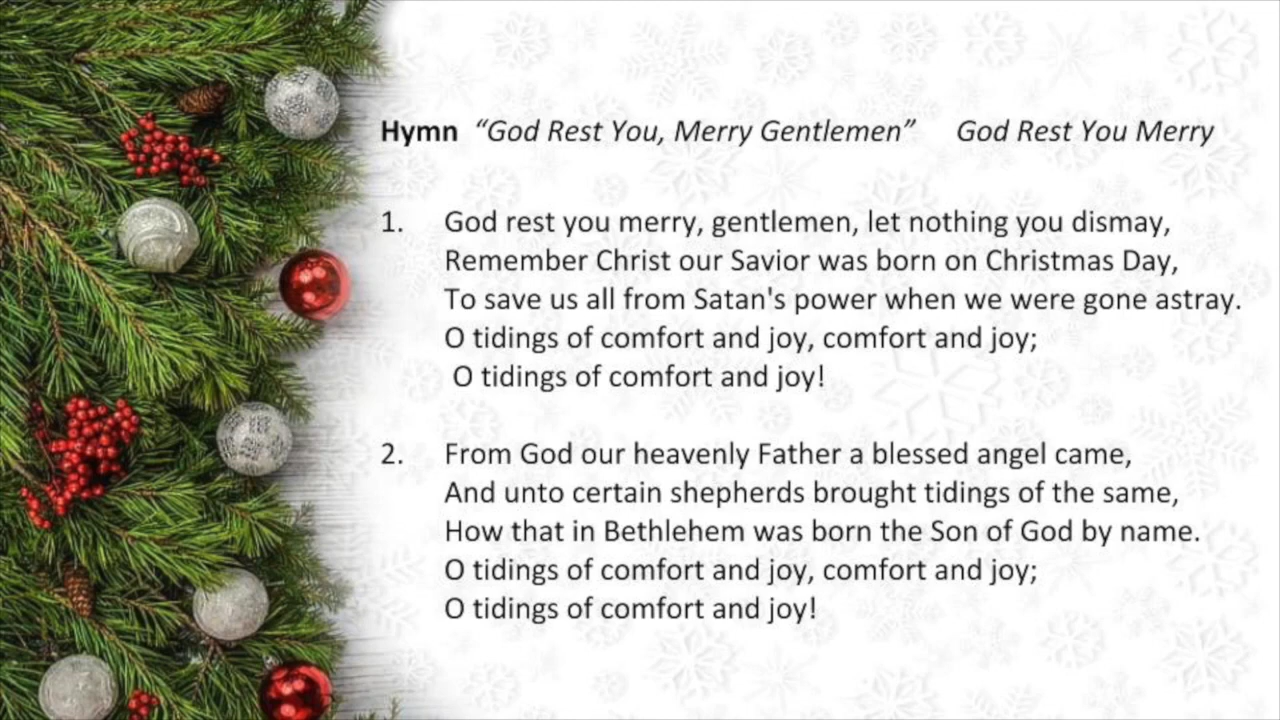 Hymn “God Rest You, Merry Gentlemen” God Rest You Merry
1. God rest you merry, gentlemen, let nothing you dismay,
Remember Christ our Savior was born on Christmas Day,
To save us all from Satan's power when we were gone astray.
O tidings of comfort and joy, comfort and joy;
O tidings of comfort and joy!
2. From God our heavenly Father a blessed angel came,
And unto certain shepherds brought tidings of the same,
How that in Bethlehem was born the Son of God by name.
O tidings of comfort and joy, comfort and joy;
O tidings of comfort and joy!